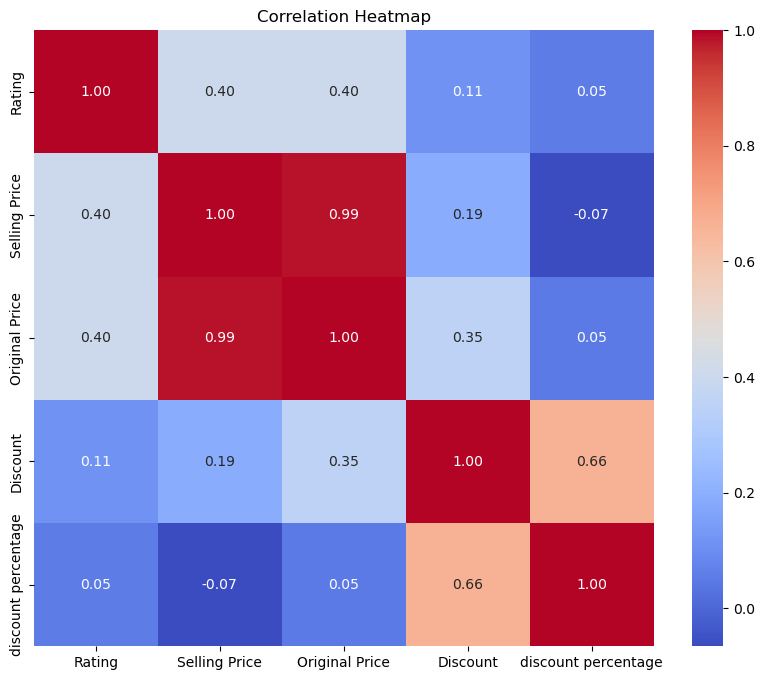 Correlation Heatmap
Rating 1.00 0.40 0.40 0.11 0.05
Selling Price 0.40 1.00 0.99 0.19 -0.07
Original Price 0.40 0.99 1.00 0.35 0.05
Discount 0.11 0.19 0.35 1.00 0.66
discount percentage 0.05 -0.07 0.05 0.66 1.00
Rating Selling Price Original Price Discount discount percentage
1.0
0.8
0.6
0.4
0.2
0.0